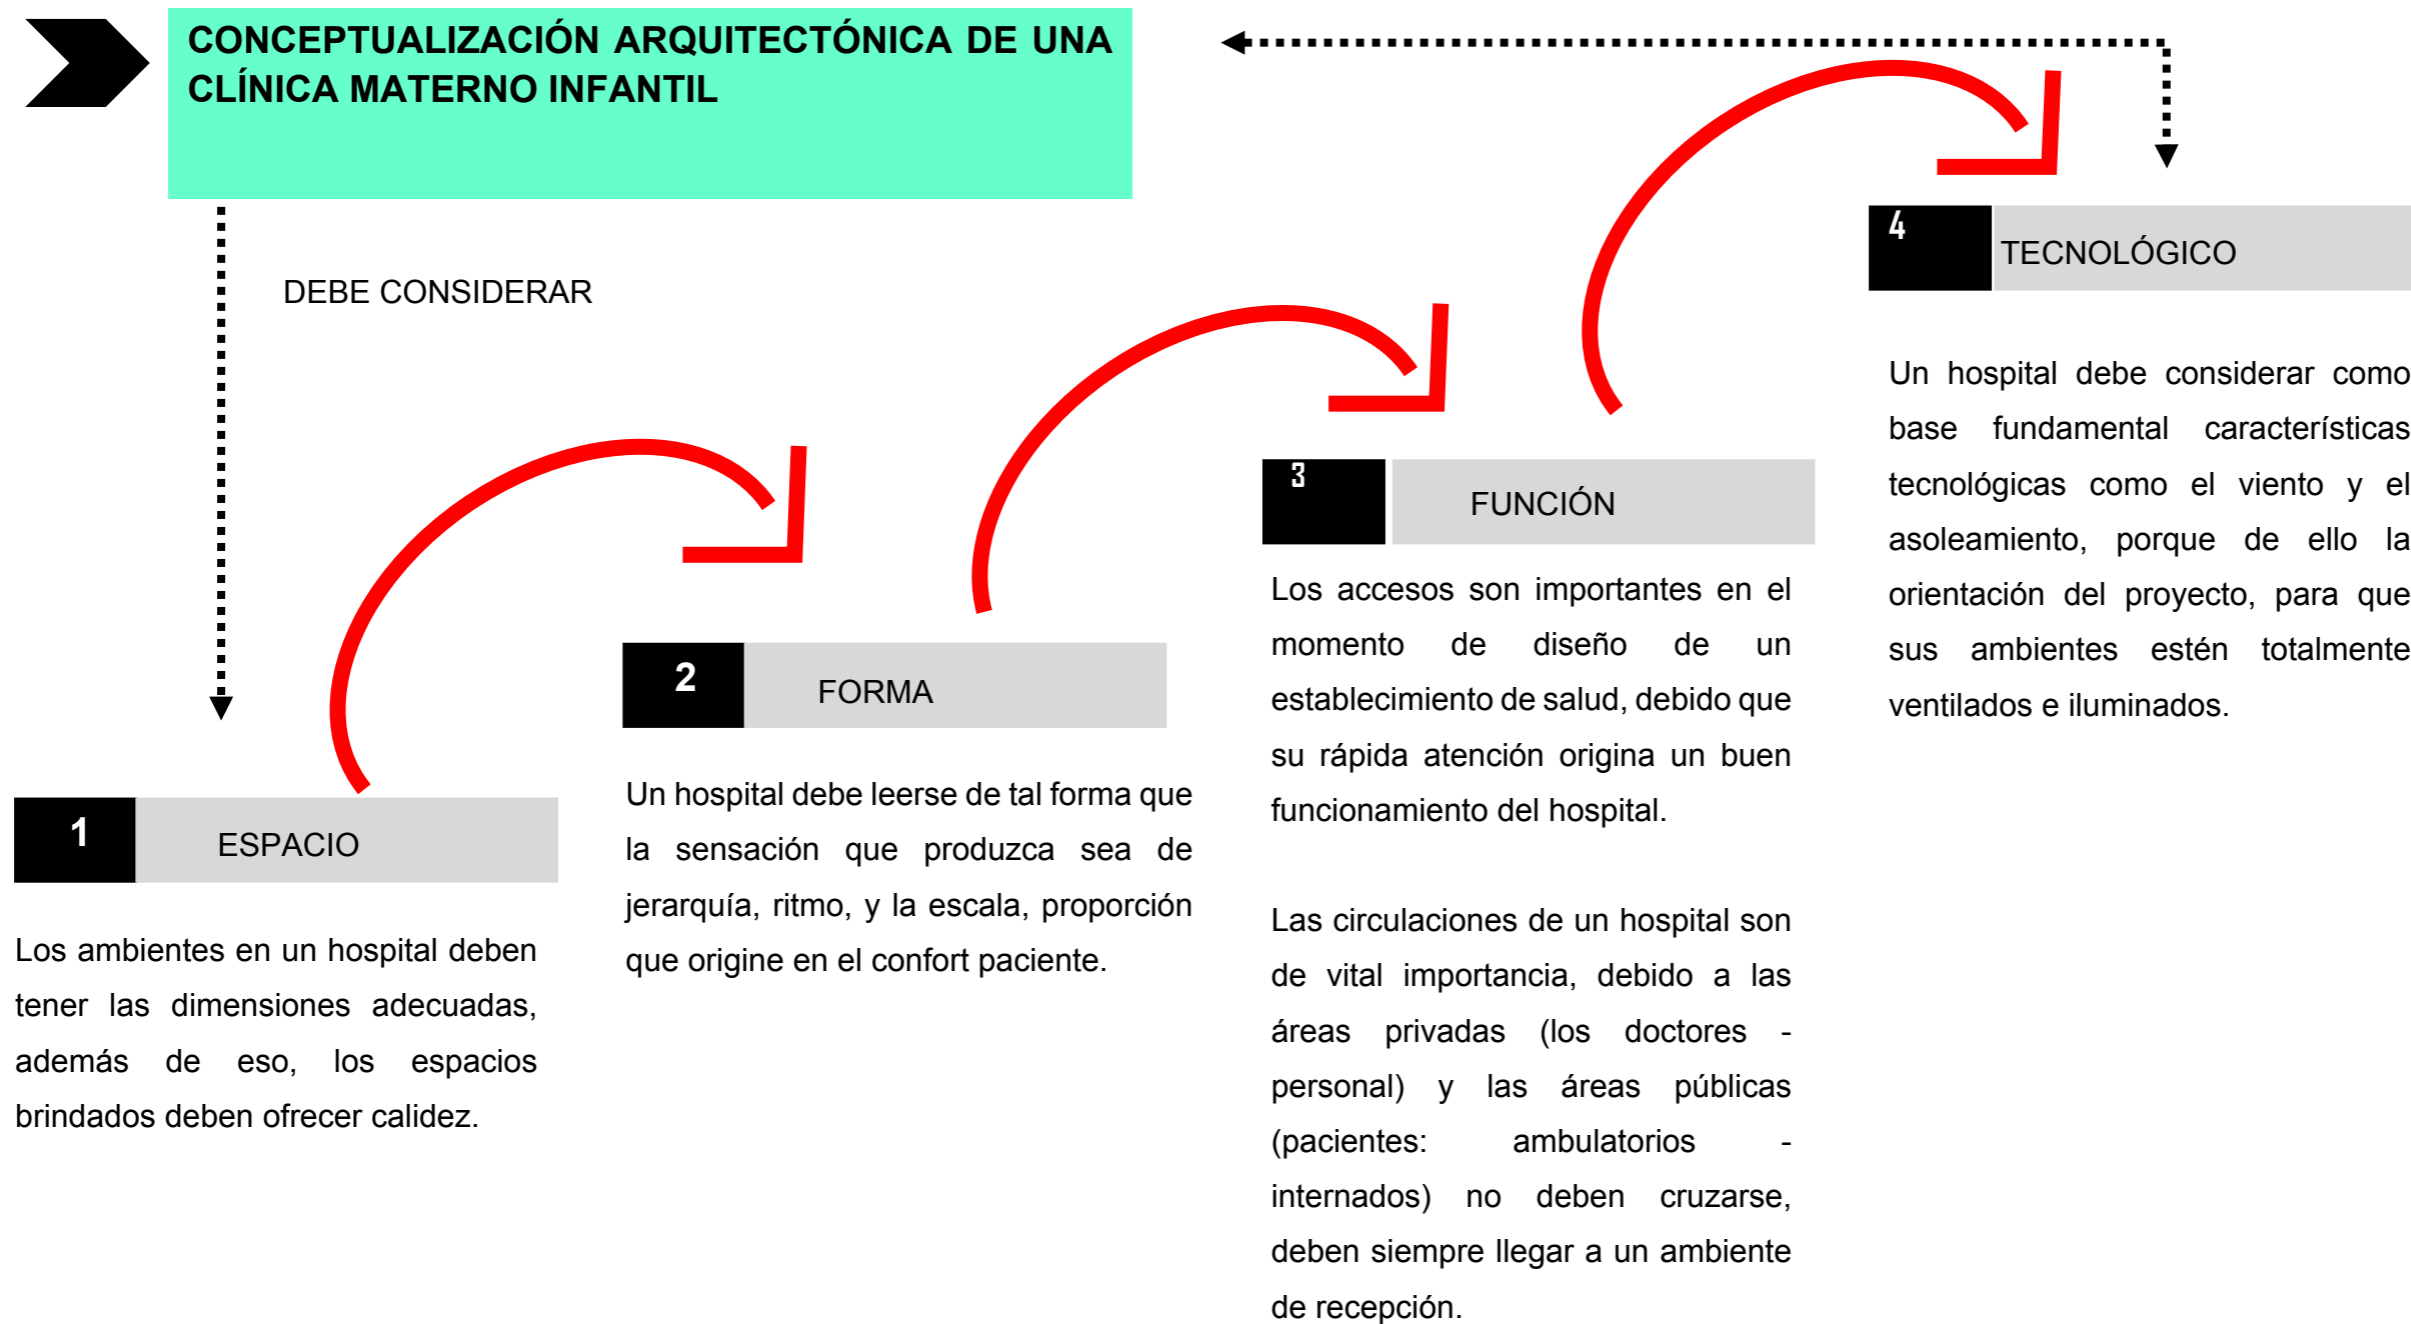 CONCEPTUALIZACIÓN ARQUITECTÓNICA DE UNA
CLÍNICA MATERNO INFANTIL
DEBE CONSIDERAR
1
ESPACIO
Los ambientes en un hospital deben
tener las dimensiones adecuadas,
además de eso, los espacios
brindados deben ofrecer calidez.
2
FORMA
Un hospital debe leerse de tal forma que
la sensación que produzca sea de
jerarquía, ritmo, y la escala, proporción
que origine en el confort paciente.
3
FUNCIÓN
Los accesos son importantes en el
momento de diseño de un
establecimiento de salud, debido que
su rápida atención origina un buen
funcionamiento del hospital.
Las circulaciones de un hospital son
de vital importancia, debido a las
áreas privadas (los doctores -
personal) y las áreas públicas
(pacientes: ambulatorios -
internados) no deben cruzarse,
deben siempre llegar a un ambiente
de recepción.
4
TECNOLÓGICO
Un hospital debe considerar como
base fundamental características
tecnológicas como el viento y el
asoleamiento, porque de ello la
orientación del proyecto, para que
sus ambientes estén totalmente
ventilados e iluminados.